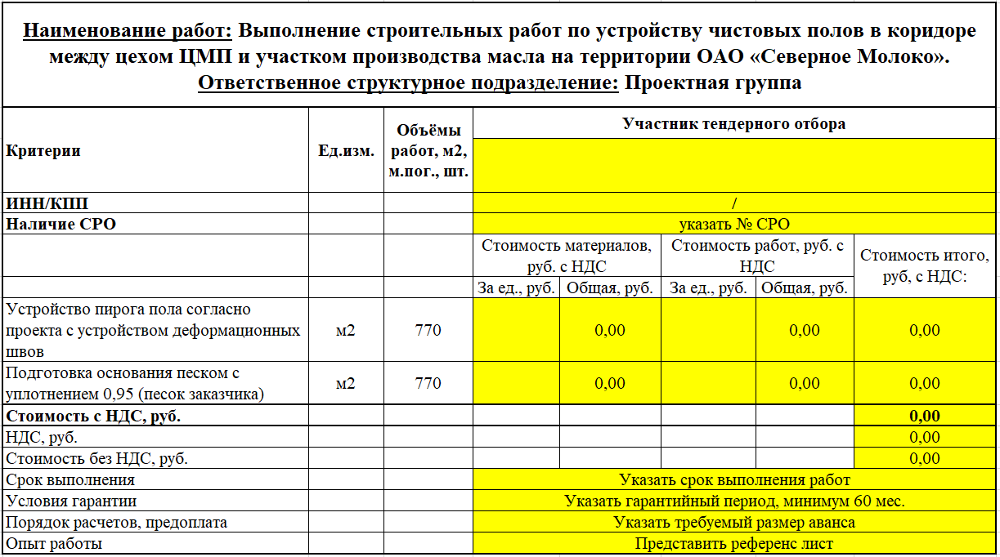 Наименование работ: Выполнение строительных работ по устройству чистовых полов в коридоре
между цехом ЦМП и участком производства масла на территории ОАО «Северное Молоко».
Ответственное структурное подразделение: Проектная группа
Критерии
Ед.изм.
Объёмы
работ, м2,
м.пог., шт.
Участник тендерного отбора
ИНН/КПП
/
Наличие СРО
указать № СРО
Стоимость материалов,
руб. с НДС
Стоимость работ, руб. с
НДС
Стоимость итого,
руб, с НДС:
За ед., руб.
Общая, руб.
За ед., руб.
Общая, руб.
Устройство пирога пола согласно
проекта с устройством деформационных
швов
м2
770
0,00
0,00
0,00
Подготовка основания песком с
уплотнением 0,95 (песок заказчика)
м2
770
0,00
0,00
0,00
Стоимость с НДС, руб.
0,00
НДС, руб.
0,00
Стоимость без НДС, руб.
0,00
Срок выполнения
Указать срок выполнения работ
Условия гарантии
Указать гарантийный период, минимум 60 мес.
Порядок расчетов, предоплата
Указать требуемый размер аванса
Опыт работы
Представить референс лист